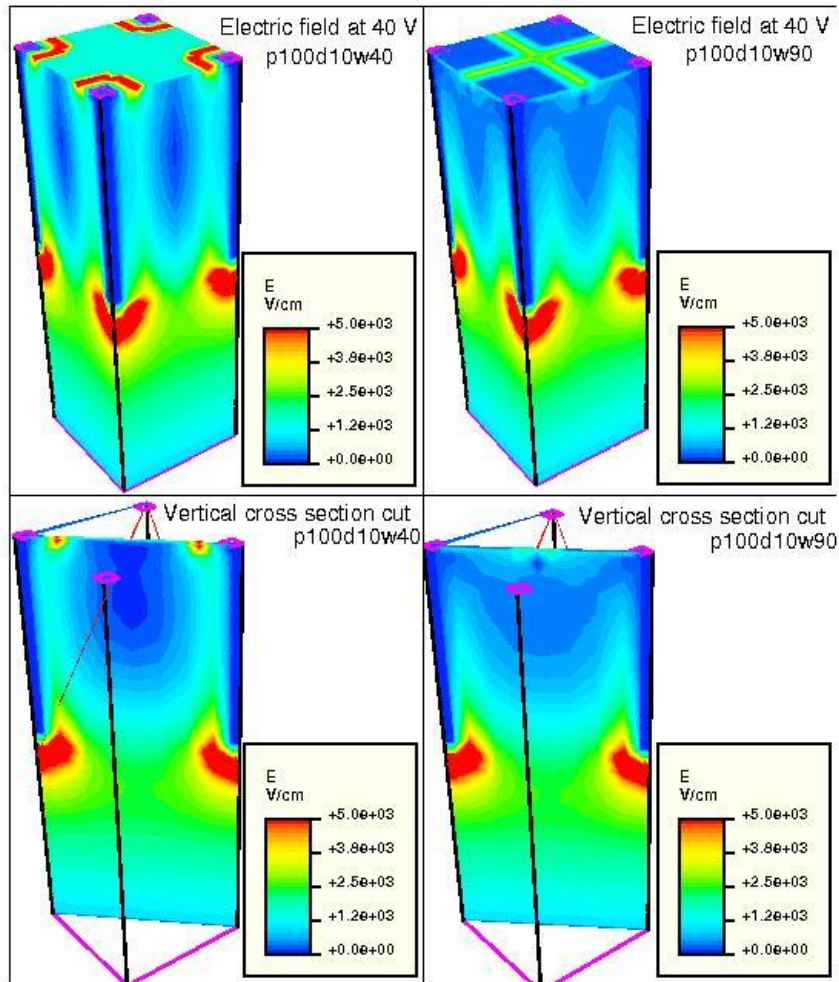 Electric field at 40 V
p100d10w40
E
V/cm
+5.0e+03
+3.8e+03
+2.5e+03
+1.2e+03
+0.0e+00
Electric field at 40 V
p100d10w90
E
V/cm
+5.0e+03
+3.8e+03
+2.5e+03
+1.2e+03
+0.0e+00
Vertical cross section cut
p100d10w40
E
V/cm
+5.0e+03
+3.8e+03
+2.5e+03
+1.2e+03
+0.0e+00
Vertical cross section cut
p100d10w90
E
V/cm
+5.0e+03
+3.8e+03
+2.5e+03
+1.2e+03
+0.0e+00